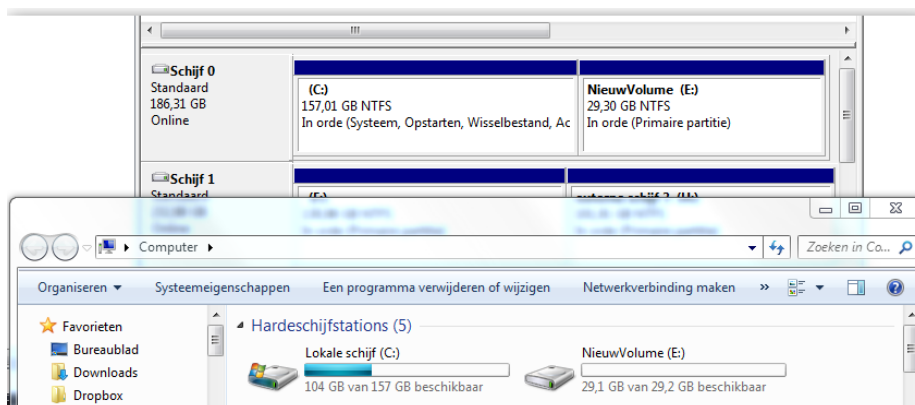 Schijf 0
Standaard
186,31 GB
Online
(C:)
157,01 GB NTFS
In orde (Systeem, Opstarten, Wisselbestand, Ac
NieuwVolume (E:)
29,30 GB NTFS
In orde (Primaire partitie)
Schijf 1
Standaard
Computer
Zoeken in Co...
Organiseren
Systeemeigenschappen
Een programma verwijderen of wijzigen
Netwerkverbinding maken
»
Favorieten
Bureaublad
Downloads
Dropbox
Hardeschijfstations (5)
Lokale schijf (C:)
104 GB van 157 GB beschikbaar
NieuwVolume (E:)
29,1 GB van 29,2 GB beschikbaar